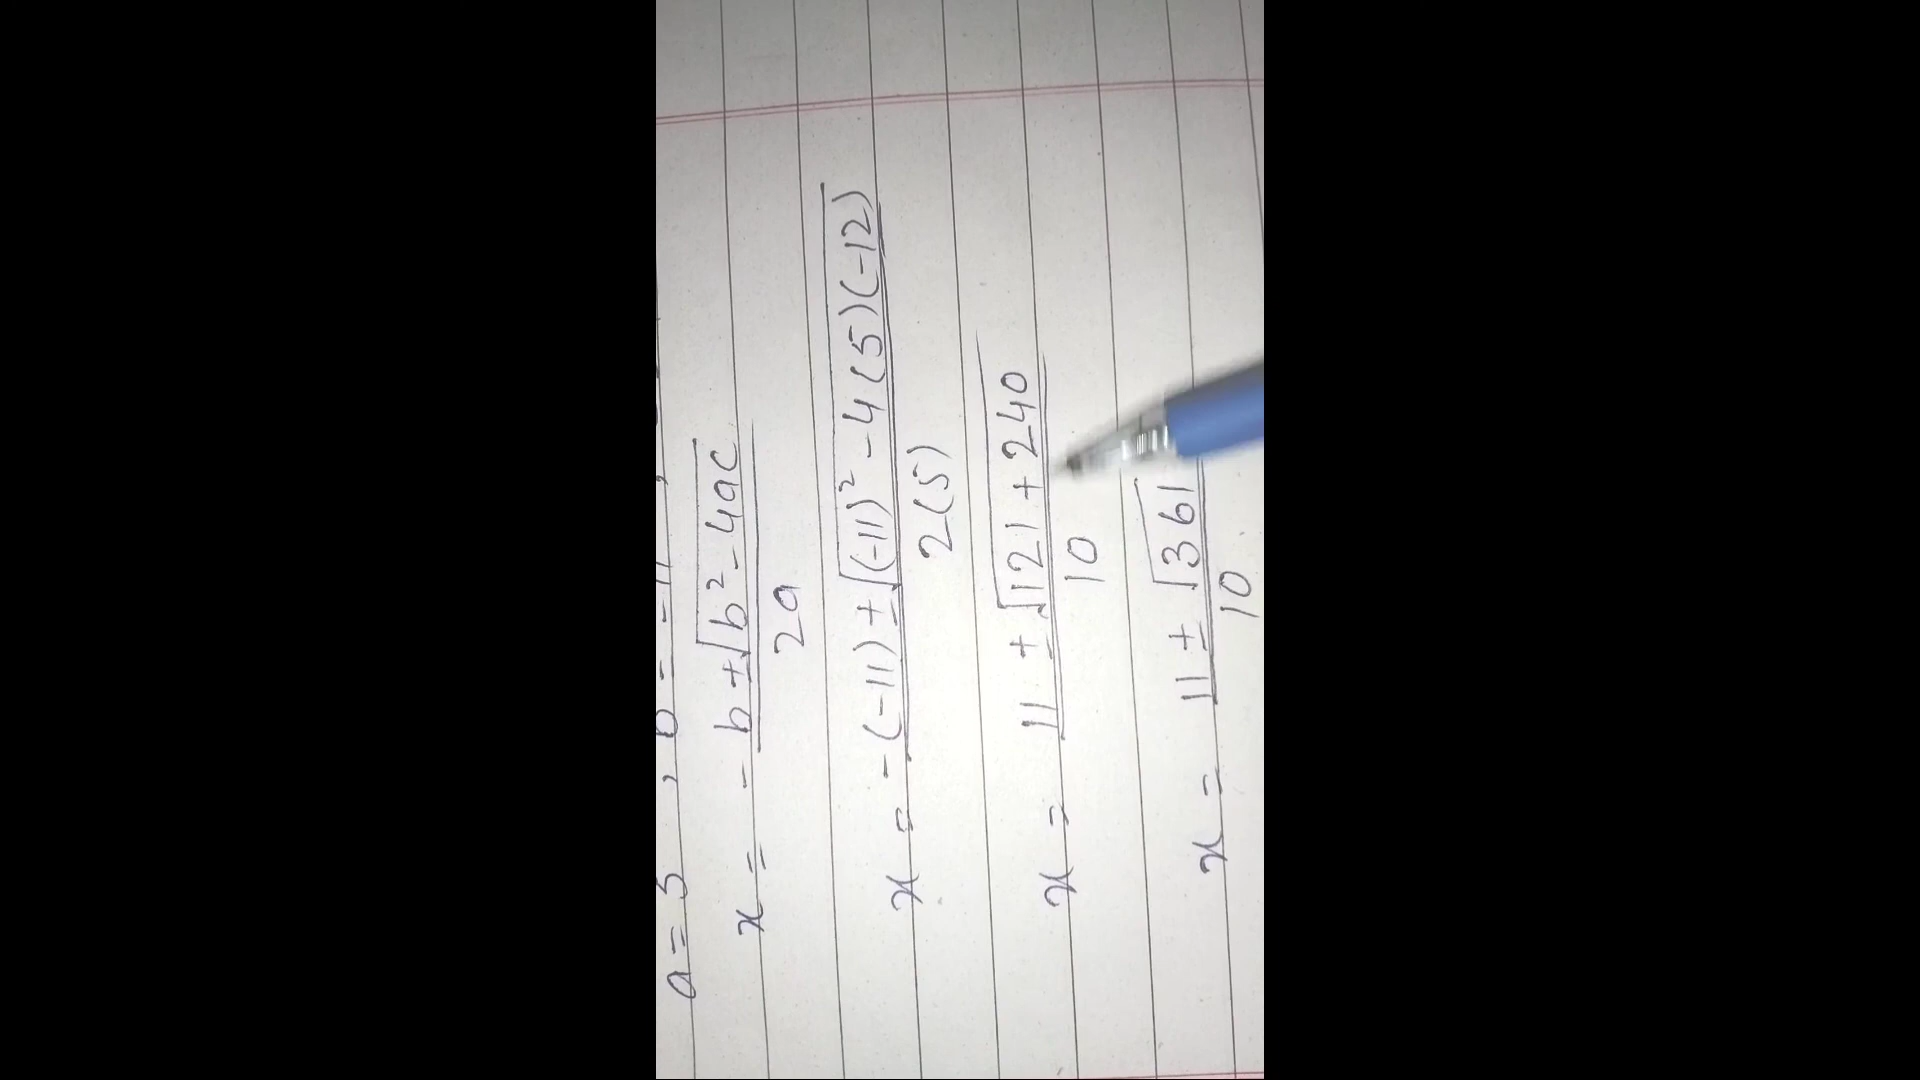 a = 5 , b = -11 ,
x = -b ± √b² - 4ac / 2a
x = -(-11) ± √(-11)² - 4(5)(-12) / 2(5)
x = 11 ± √121 + 240 / 10
x = 11 ± √361 / 10